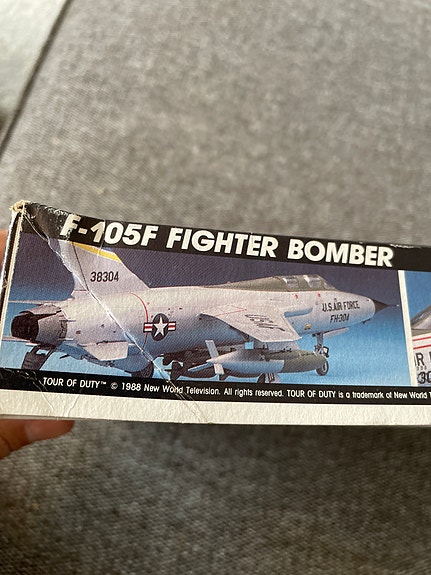 F-105F FIGHTER BOMBER
38304
U.S. AIR FORCE
FH-304
TOUR OF DUTY™ © 1988 New World Television. All rights reserved. TOUR OF DUTY is a trademark of New World